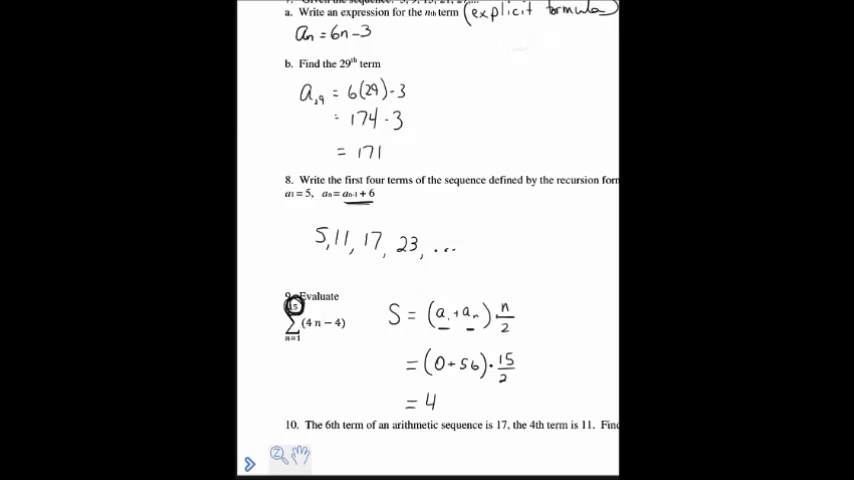 a. Write an expression for the nth term (explicit formula)
an = 6n-3
b. Find the 29th term
a29 = 6(29)-3
= 174-3
= 171
8. Write the first four terms of the sequence defined by the recursion form
a1 = 5, an = an-1 + 6
5, 11, 17, 23, ...
9. Evaluate
15
∑ (4n – 4)
n=1
S = (a1+an)·n/2
= (0+56)·15/2
= 4
10. The 6th term of an arithmetic sequence is 17, the 4th term is 11. Find